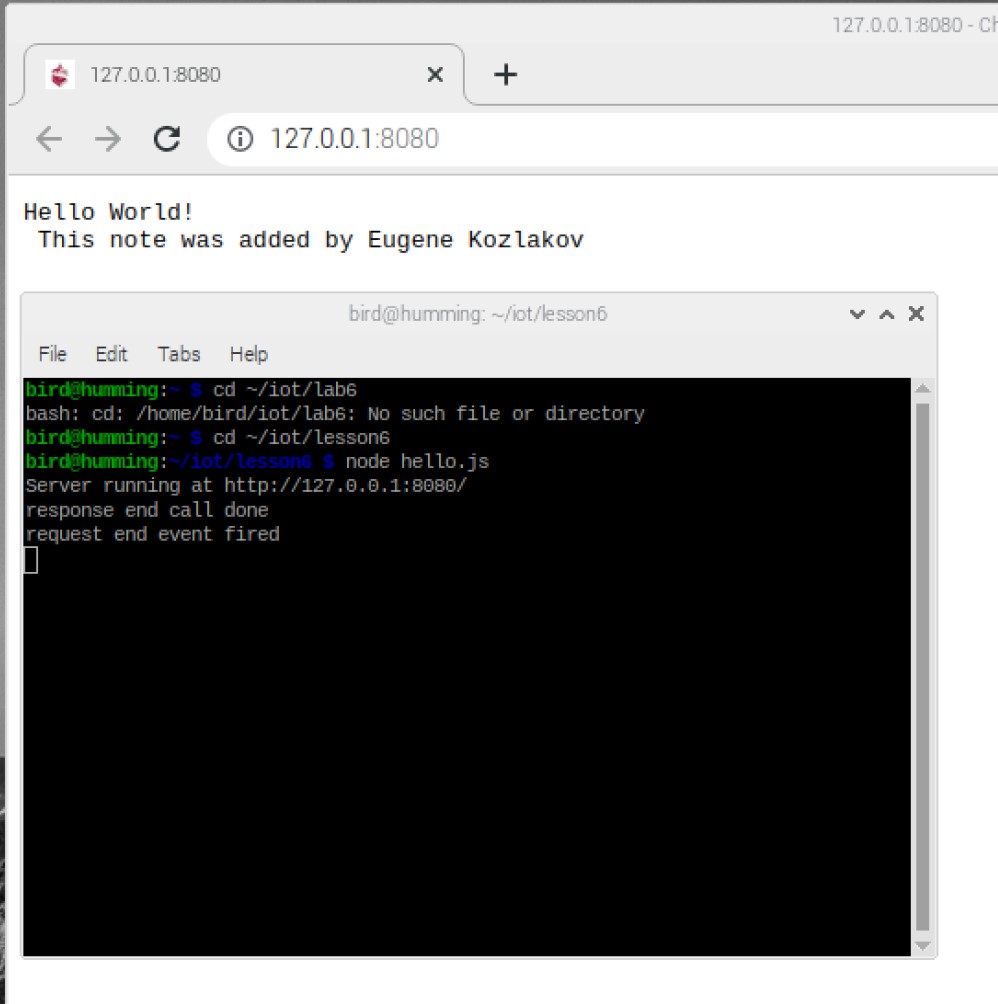 127.0.0.1:8080 - Ch
127.0.0.1:8080
127.0.0.1:8080
Hello World!
 This note was added by Eugene Kozlakov
bird@humming: ~/iot/lesson6
File Edit Tabs Help
bird@humming:~ $ cd ~/iot/lab6
bash: cd: /home/bird/iot/lab6: No such file or directory
bird@humming:~ $ cd ~/iot/lesson6
bird@humming:~/iot/lesson6 $ node hello.js
Server running at http://127.0.0.1:8080/
response end call done
request end event fired